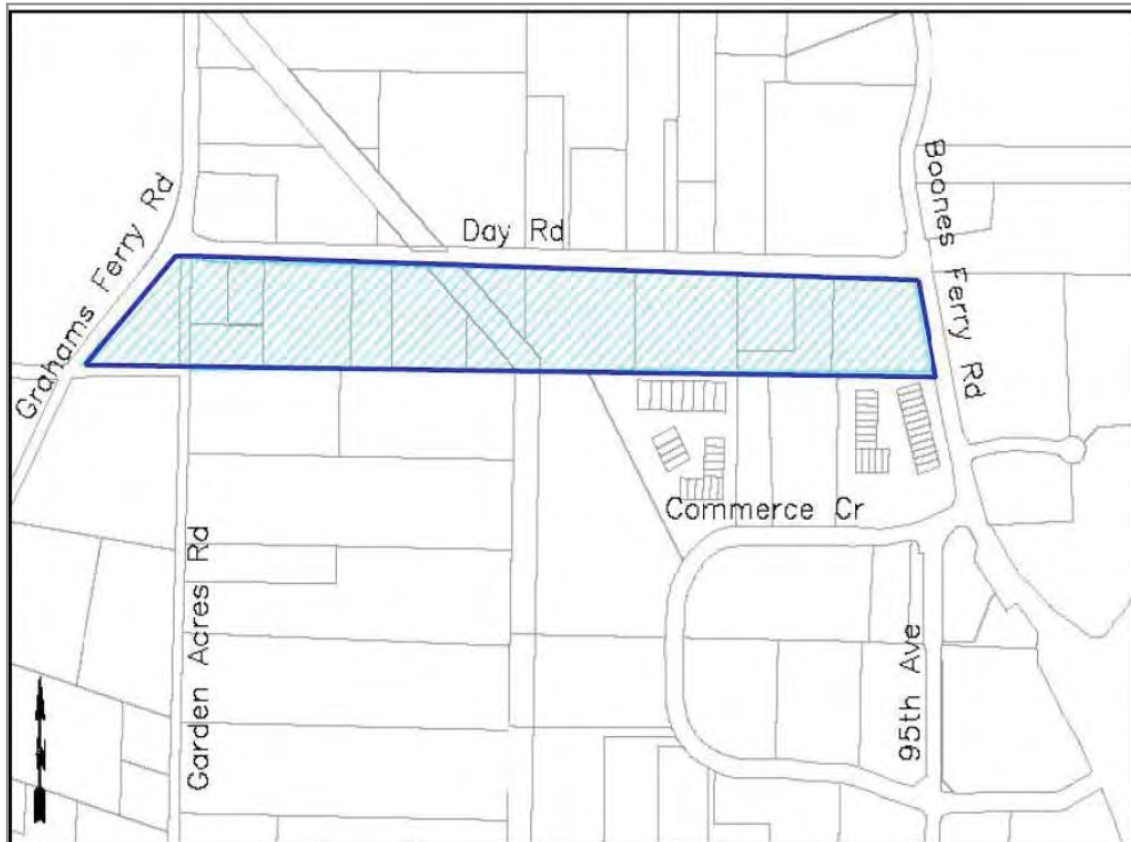 Grahams Ferry Rd
Day Rd
Boones Ferry Rd
Commerce Cr
Garden Acres Rd
95th Ave